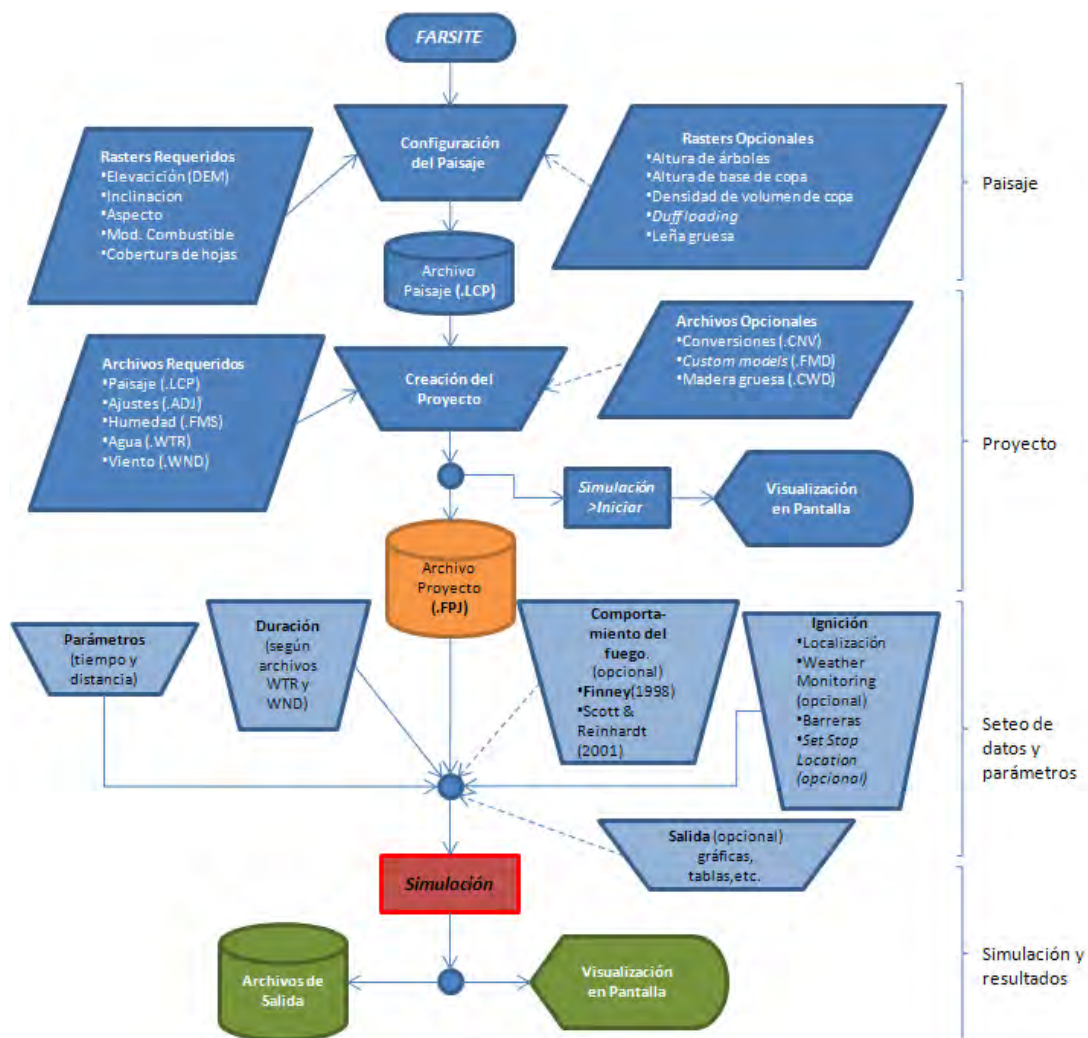 FARSITE
Configuración
del Paisaje
Rasters Requeridos
•Elevacición (DEM)
•Inclinacion
•Aspecto
•Mod. Combustible
•Cobertura de hojas
Rasters Opcionales
•Altura de árboles
•Altura de base de copa
•Densidad de volumen de copa
•Duff loading
•Leña gruesa
Paisaje
Archivo
Paisaje (.LCP)
Archivos Requeridos
•Paisaje (.LCP)
•Ajustes (.ADJ)
•Humedad (.FMS)
•Agua (.WTR)
•Viento (.WND)
Creación del
Proyecto
Archivos Opcionales
•Conversiones (.CNV)
•Custom models (.FMD)
•Madera gruesa (.CWD)
Proyecto
Simulación
>Iniciar
Visualización
en Pantalla
Archivo
Proyecto
(.FPJ)
Parámetros
(tiempo y
distancia)
Duración
(según
archivos
WTR y
WND)
Comporta-
miento del
fuego.
(opcional)
•Finney(1998)
•Scott &
Reinhardt
(2001)
Ignición
•Localización
•Weather
Monitoring
(opcional)
•Barreras
•Set Stop
Location
(opcional)
Seteo de
datos y
parámetros
Salida (opcional)
gráficas,
tablas,etc.
Simulación
Archivos de
Salida
Visualización
en Pantalla
Simulación y
resultados